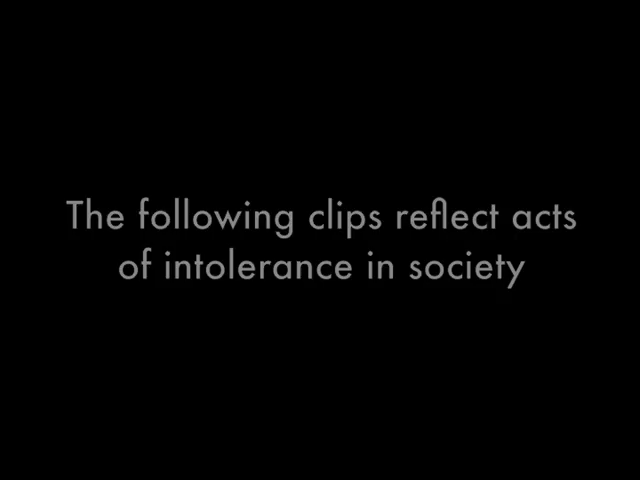 The following clips reflect acts
of intolerance in society